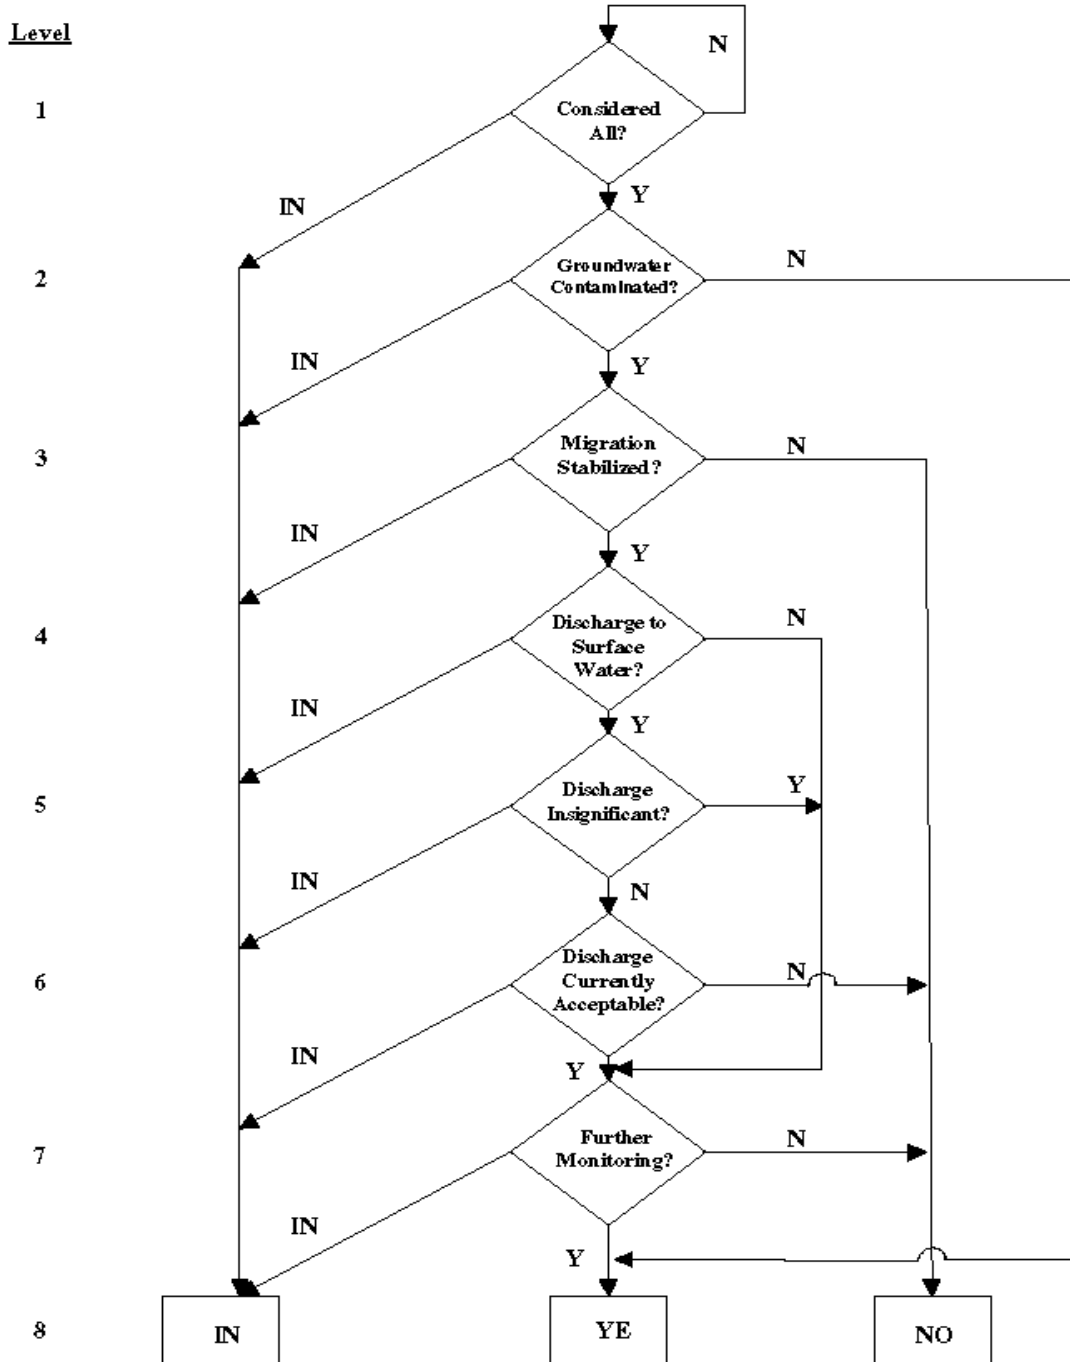 Level
N
1
Considered
All?
IN
Y
2
Groundwater
Contaminated?
N
IN
Y
3
Migration
Stabilized?
N
IN
Y
4
Discharge to
Surface
Water?
N
IN
Y
5
Discharge
Insignificant?
Y
IN
N
6
Discharge
Currently
Acceptable?
N
IN
Y
7
Further
Monitoring?
N
IN
Y
8
IN
YE
NO